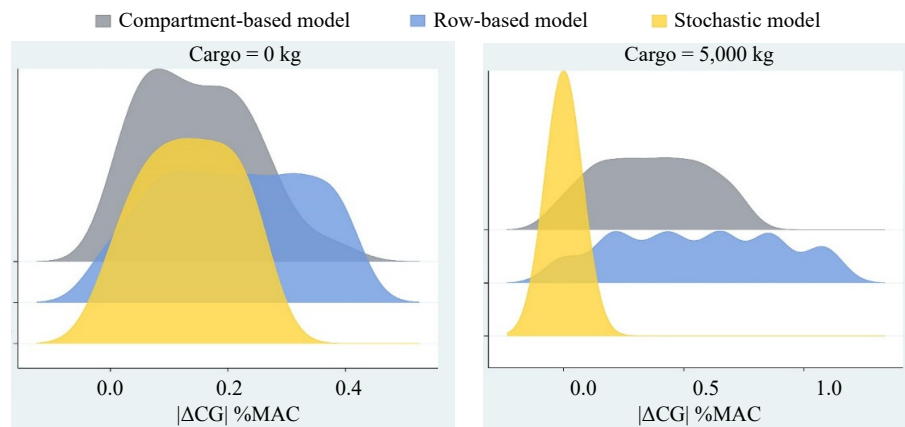 Compartment-based model Row-based model Stochastic model
Cargo = 0 kg
0.0 0.2 0.4
|ΔCG| %MAC
Cargo = 5,000 kg
0.0 0.5 1.0
|ΔCG| %MAC